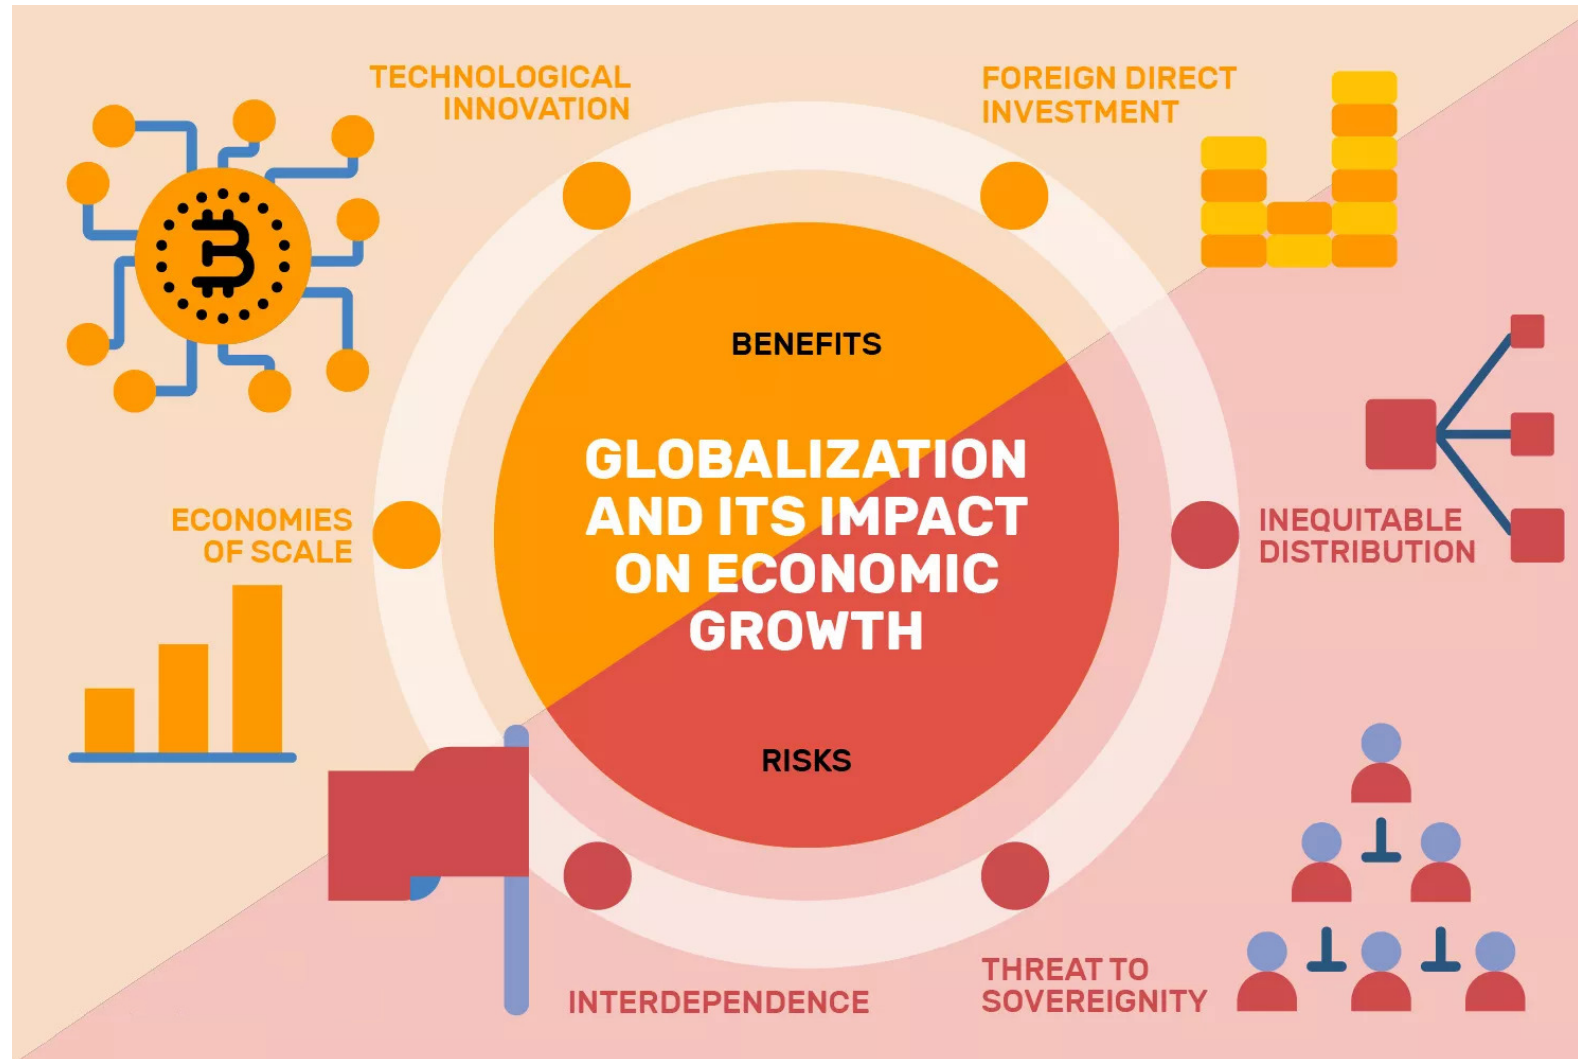 TECHNOLOGICAL
INNOVATION
FOREIGN DIRECT
INVESTMENT
BENEFITS
GLOBALIZATION
AND ITS IMPACT
ON ECONOMIC
GROWTH
ECONOMIES
OF SCALE
INEQUITABLE
DISTRIBUTION
RISKS
INTERDEPENDENCE
THREAT TO
SOVEREIGNITY